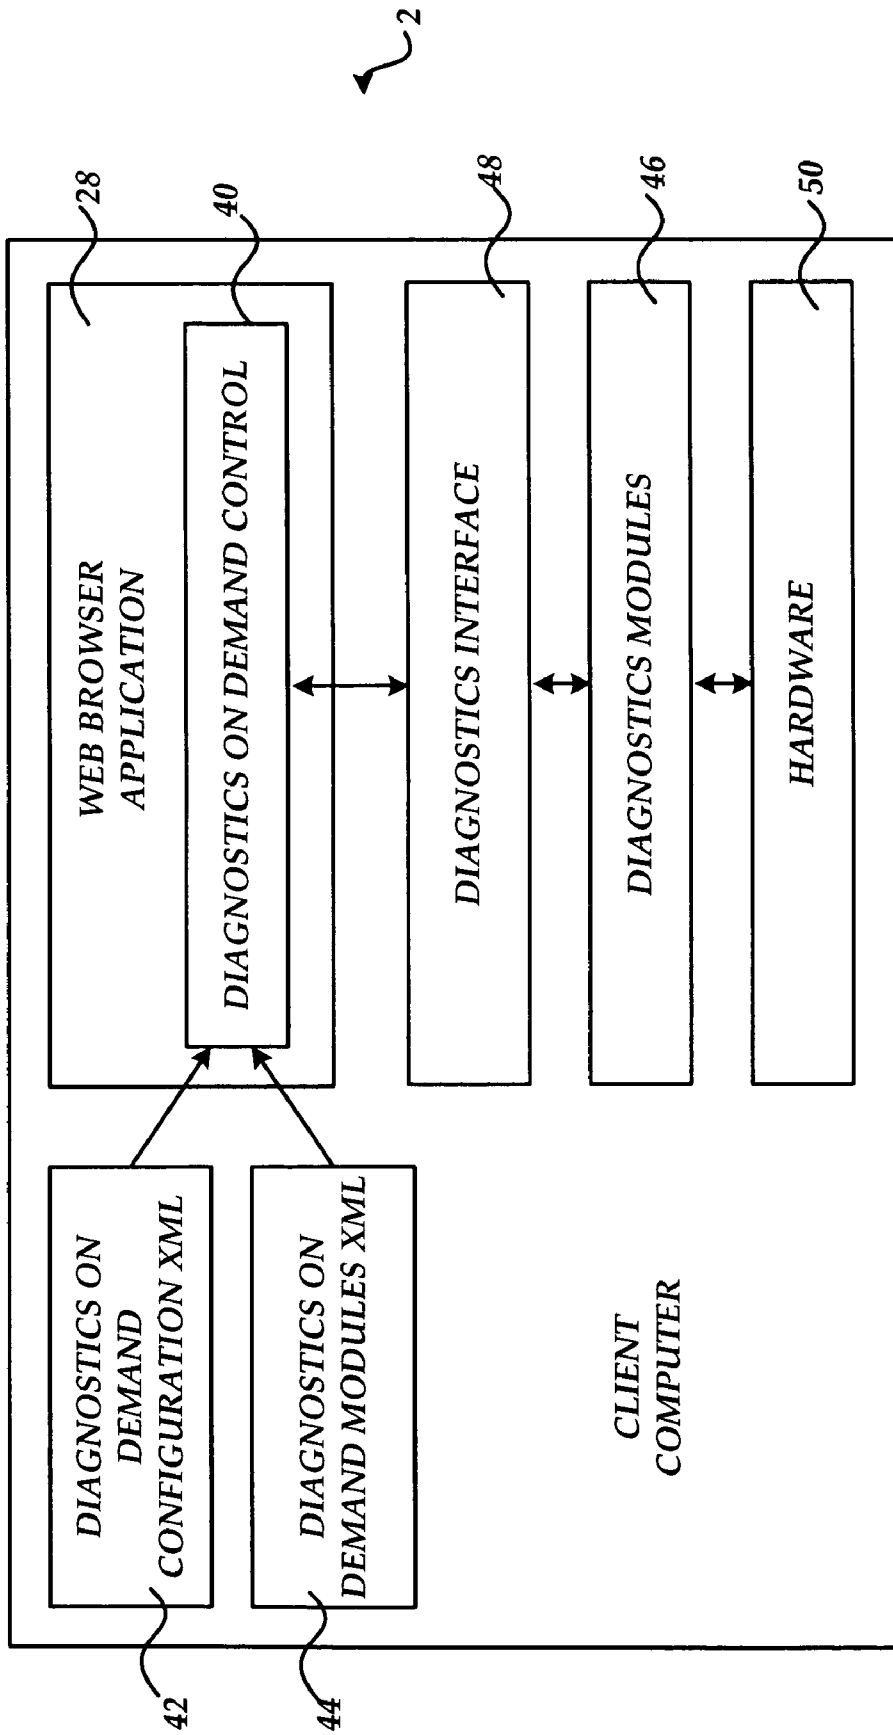 2
28
WEB BROWSER
APPLICATION
40
DIAGNOSTICS ON DEMAND CONTROL
DIAGNOSTICS ON
DEMAND
CONFIGURATION XML
42
DIAGNOSTICS ON
DEMAND MODULES XML
44
DIAGNOSTICS INTERFACE
48
DIAGNOSTICS MODULES
46
HARDWARE
50
CLIENT
COMPUTER